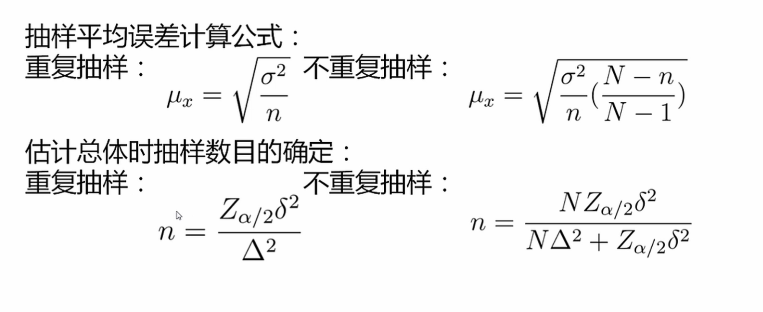 抽样平均误差计算公式：
重复抽样： 不重复抽样：
μₓ = √(σ²/n) μₓ = √(σ²/n((N − n)/(N − 1)))
估计总体时抽样数目的确定：
重复抽样： 不重复抽样：
n = Z_{α/2}δ²/Δ² n = NZ_{α/2}δ²/(NΔ² + Z_{α/2}δ²)